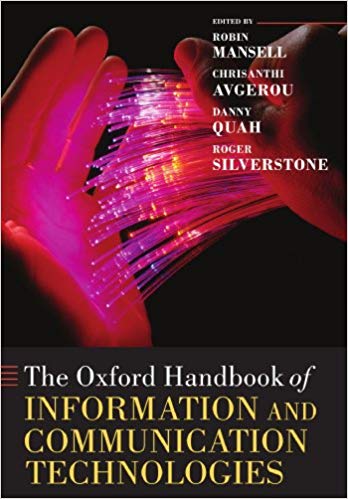 EDITED BY
ROBIN
MANSELL
CHRISANTHI
AVGEROU
DANNY
QUAH
ROGER
SILVERSTONE
The Oxford Handbook of
INFORMATION AND
COMMUNICATION
TECHNOLOGIES